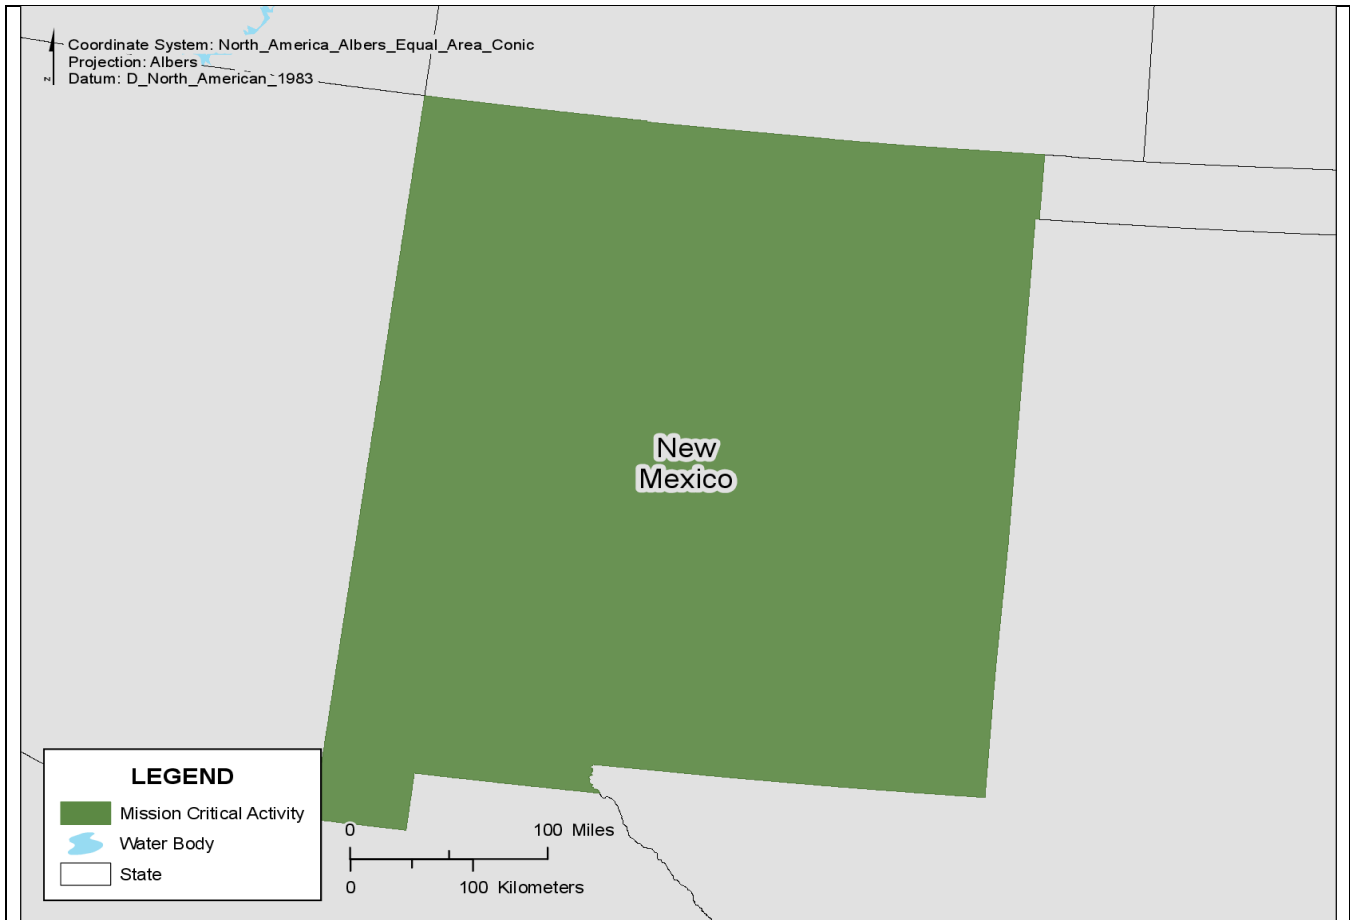 Coordinate System: North_America_Albers_Equal_Area_Conic
Projection: Albers
Datum: D_North_American_1983
N
New
Mexico
LEGEND
Mission Critical Activity
Water Body
State
0 100 Miles
0 100 Kilometers